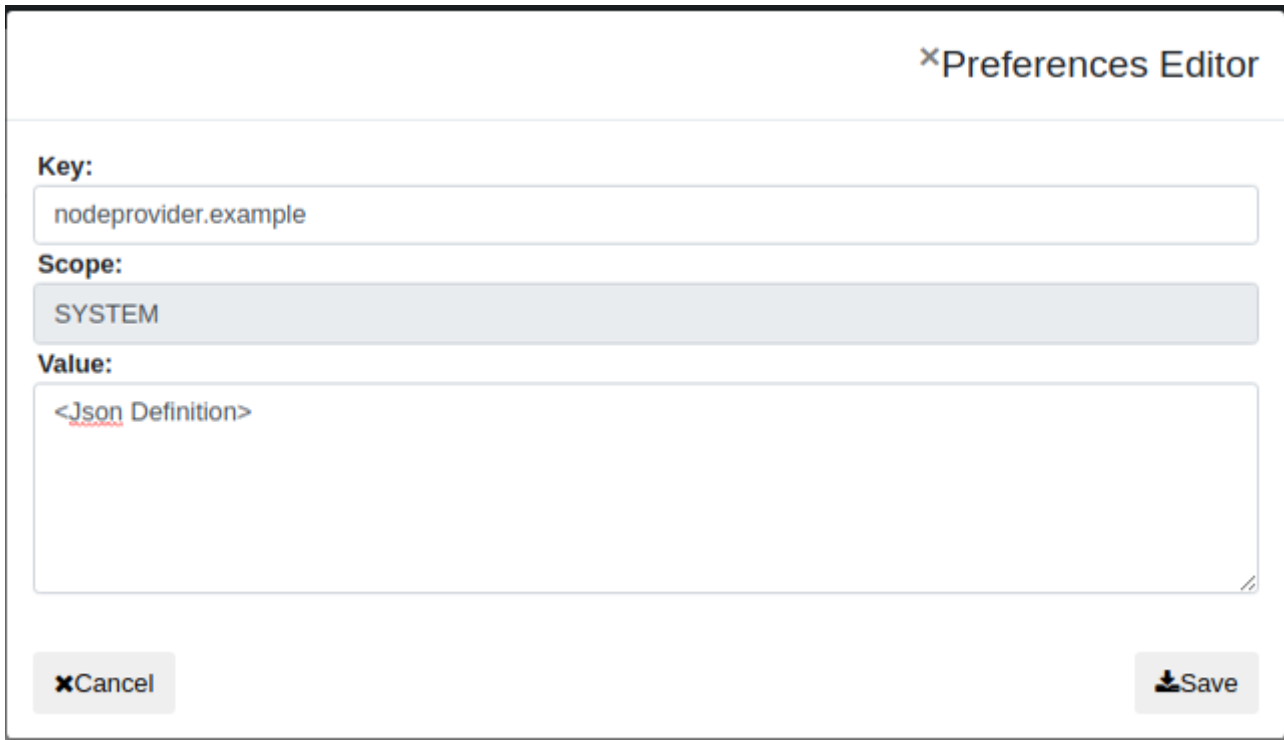 ×Preferences Editor
Key:
nodeprovider.example
Scope:
SYSTEM
Value:
<Json Definition>
✖Cancel
Save